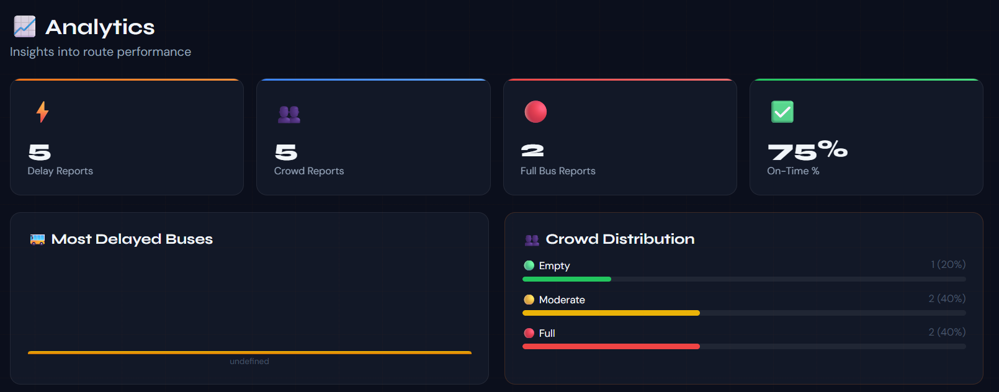 Analytics
Insights into route performance
5
Delay Reports
5
Crowd Reports
2
Full Bus Reports
75%
On-Time %
Most Delayed Buses
undefined
Crowd Distribution
Empty 1 (20%)
Moderate 2 (40%)
Full 2 (40%)